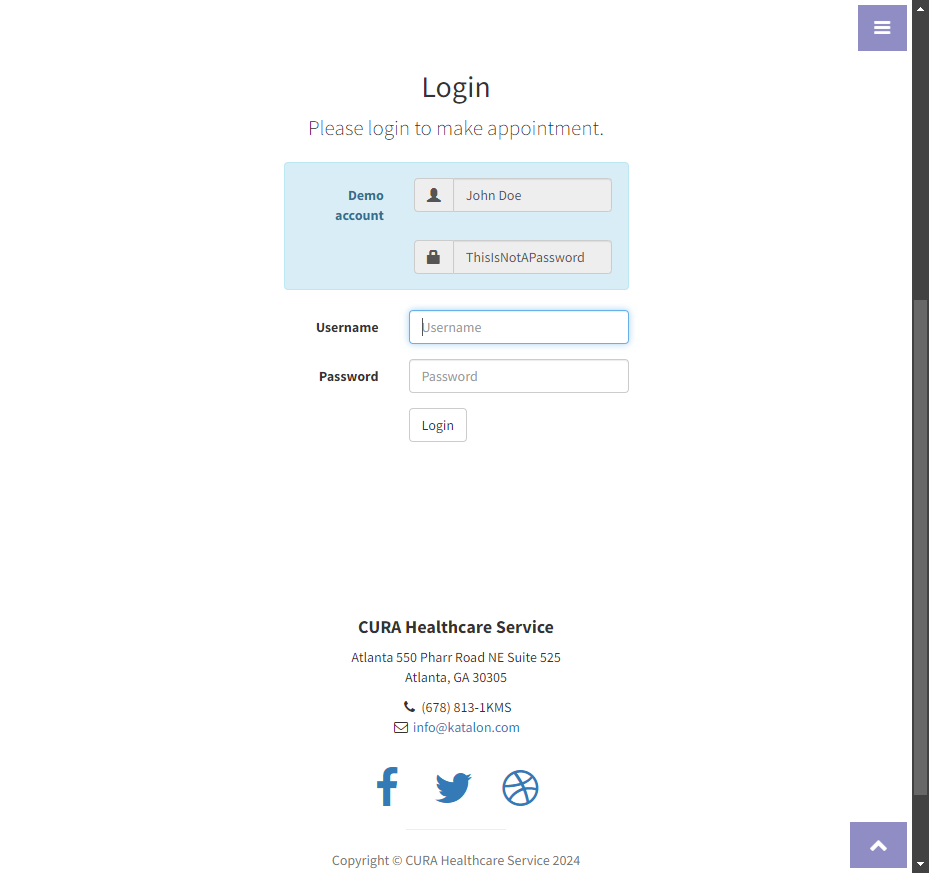 Login
Please login to make appointment.
Demo account
John Doe
ThisIsNotAPassword
Username
Username
Password
Password
Login
CURA Healthcare Service
Atlanta 550 Pharr Road NE Suite 525
Atlanta, GA 30305
(678) 813-1KMS
info@katalon.com
Copyright © CURA Healthcare Service 2024